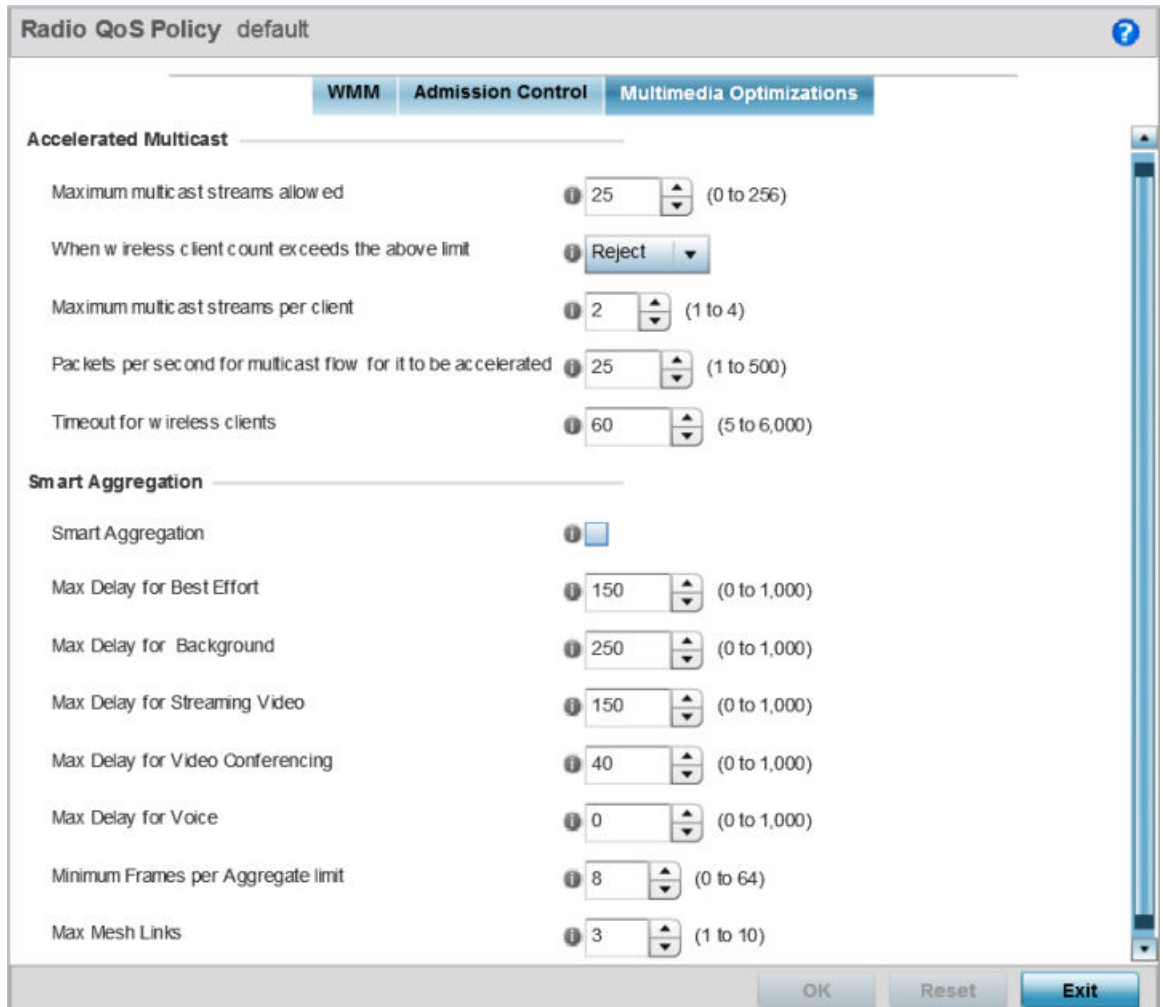 Radio QoS Policy default
?
WMM Admission Control Multimedia Optimizations
Accelerated Multicast
Maximum multicast streams allowed i 25 (0 to 256)
When wireless client count exceeds the above limit i Reject
Maximum multicast streams per client i 2 (1 to 4)
Packets per second for multicast flow for it to be accelerated i 25 (1 to 500)
Timeout for wireless clients i 60 (5 to 6,000)
Smart Aggregation
Smart Aggregation i
Max Delay for Best Effort i 150 (0 to 1,000)
Max Delay for Background i 250 (0 to 1,000)
Max Delay for Streaming Video i 150 (0 to 1,000)
Max Delay for Video Conferencing i 40 (0 to 1,000)
Max Delay for Voice i 0 (0 to 1,000)
Minimum Frames per Aggregate limit i 8 (0 to 64)
Max Mesh Links i 3 (1 to 10)
OK Reset Exit